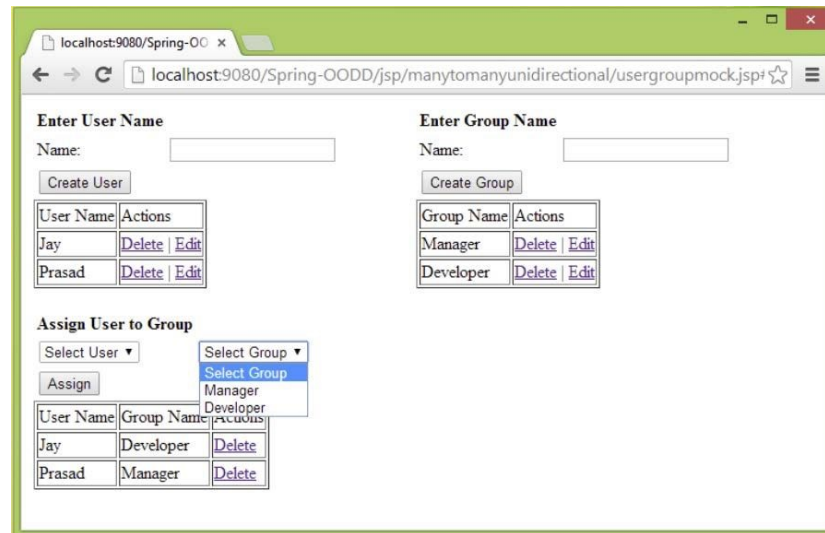 localhost:9080/Spring-OO
localhost:9080/Spring-OODD/jsp/manytomanyunidirectional/usergroupmock.jsp#
Enter User Name
Name:
Create User
User Name Actions
Jay Delete | Edit
Prasad Delete | Edit
Enter Group Name
Name:
Create Group
Group Name Actions
Manager Delete | Edit
Developer Delete | Edit
Assign User to Group
Select User
Select Group
Select Group
Manager
Developer
Assign
User Name Group Name Actions
Jay Developer Delete
Prasad Manager Delete